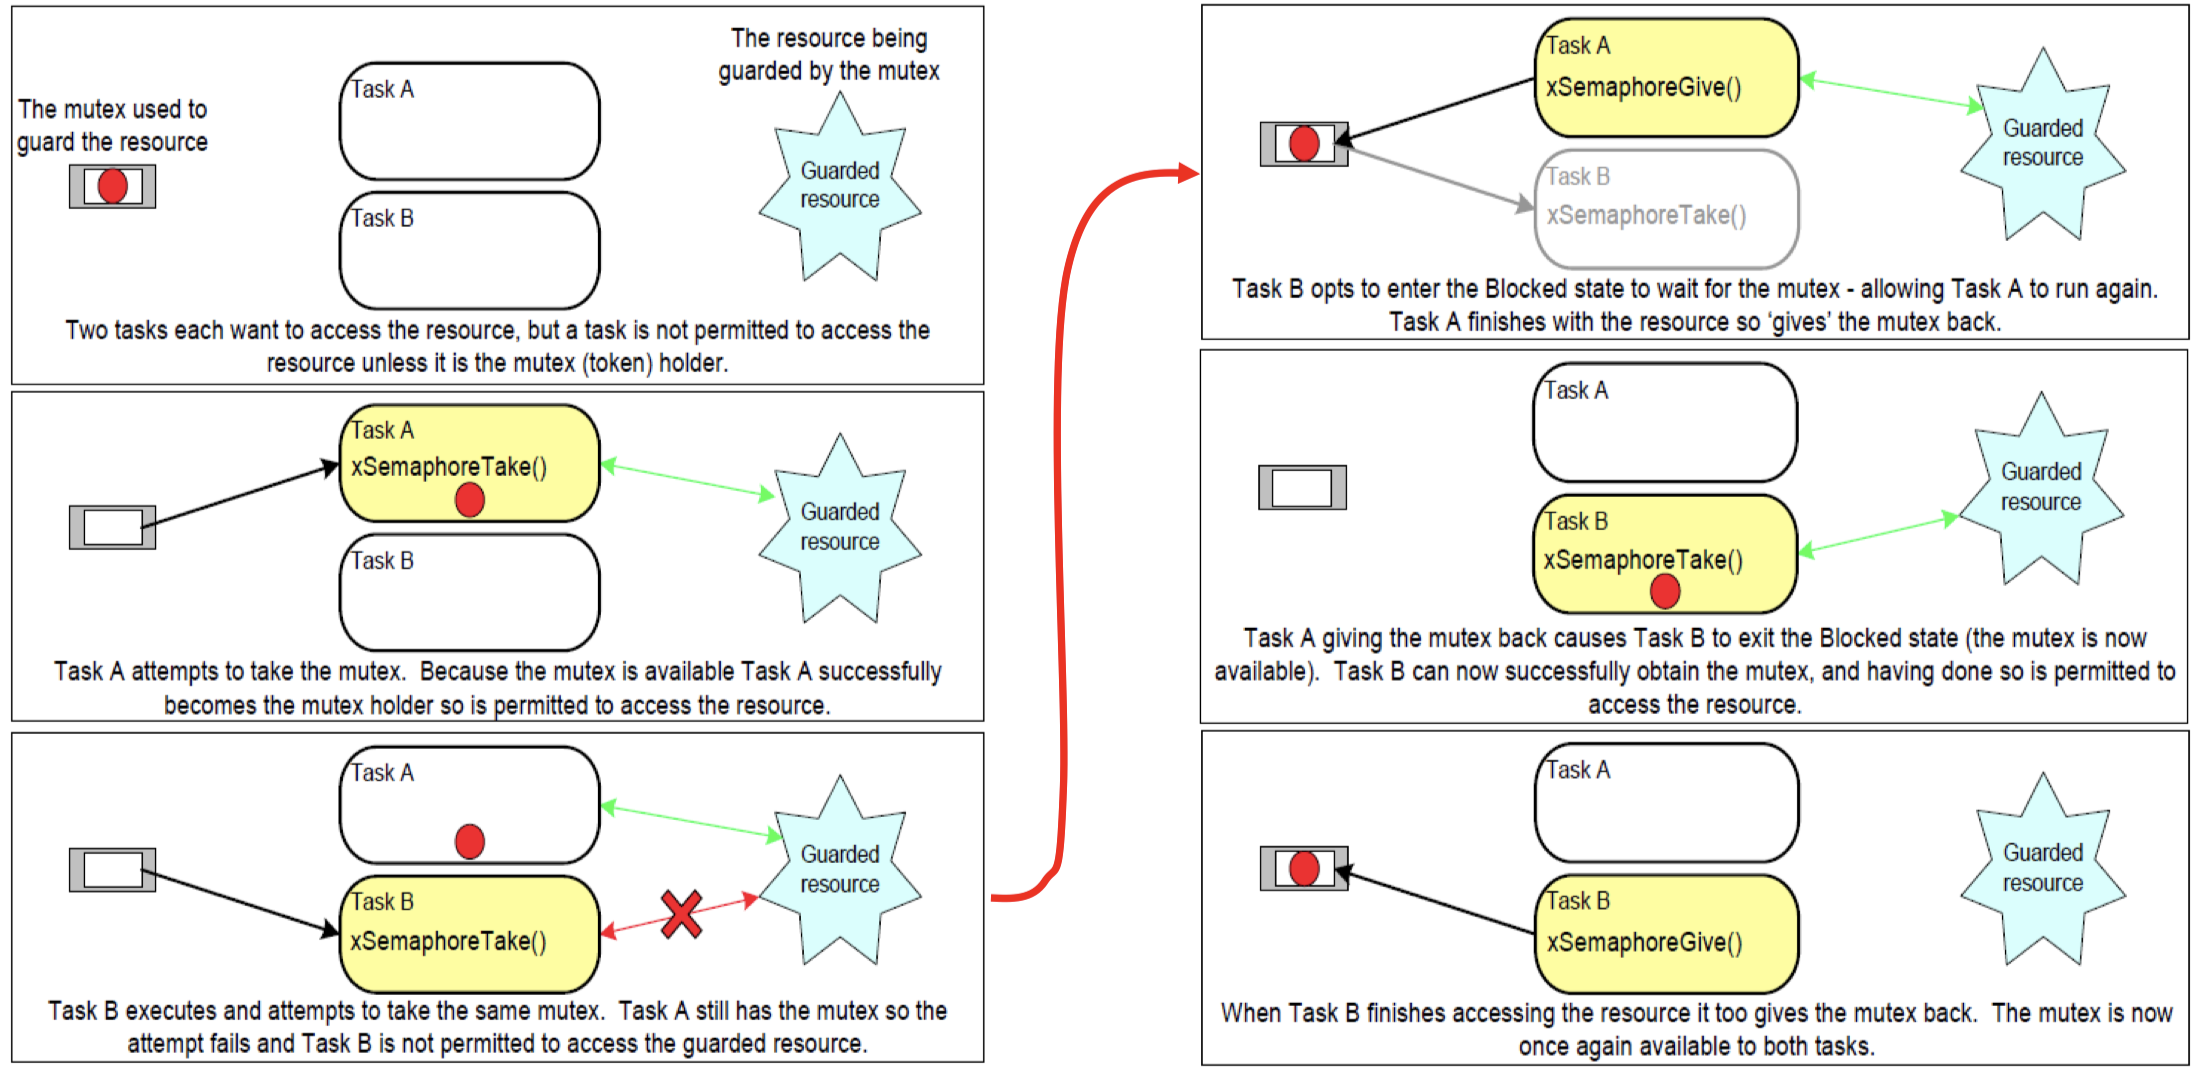 The resource being
guarded by the mutex
The mutex used to
guard the resource
Task A
Task B
Guarded
resource
Two tasks each want to access the resource, but a task is not permitted to access the
resource unless it is the mutex (token) holder.
Task A
xSemaphoreTake()
Task B
Guarded
resource
Task A attempts to take the mutex.  Because the mutex is available Task A successfully
becomes the mutex holder so is permitted to access the resource.
Task A
Task B
xSemaphoreTake()
Guarded
resource
Task B executes and attempts to take the same mutex.  Task A still has the mutex so the
attempt fails and Task B is not permitted to access the guarded resource.
Task A
xSemaphoreGive()
Task B
xSemaphoreTake()
Guarded
resource
Task B opts to enter the Blocked state to wait for the mutex - allowing Task A to run again.
Task A finishes with the resource so ‘gives’ the mutex back.
Task A
Task B
xSemaphoreTake()
Guarded
resource
Task A giving the mutex back causes Task B to exit the Blocked state (the mutex is now
available).  Task B can now successfully obtain the mutex, and having done so is permitted to
access the resource.
Task A
Task B
xSemaphoreGive()
Guarded
resource
When Task B finishes accessing the resource it too gives the mutex back.  The mutex is now
once again available to both tasks.